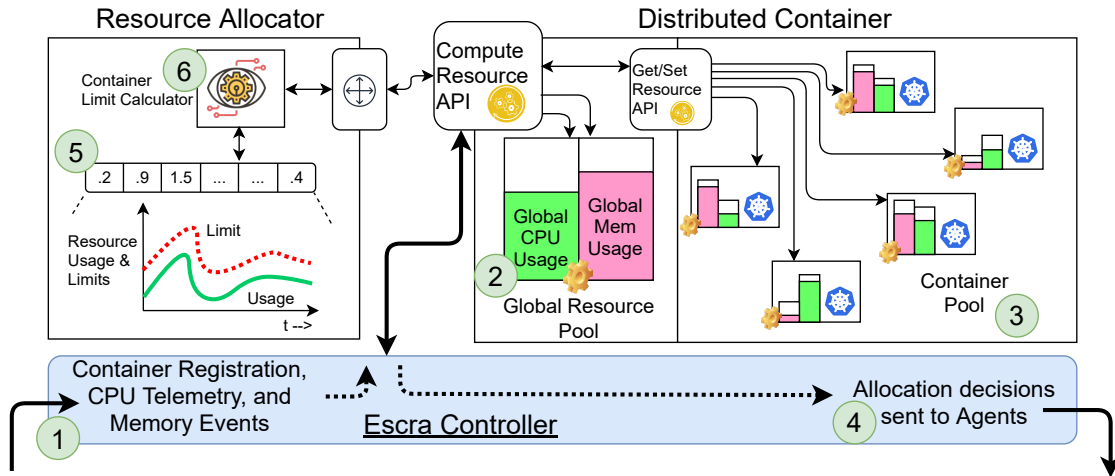 Resource Allocator
Distributed Container
6
Container
Limit Calculator
Compute
Resource
API
Get/Set
Resource
API
5
.2 .9 1.5 ... ... .4
Resource
Usage &
Limits
Limit
Usage
t -->
Global
CPU
Usage
Global
Mem
Usage
2
Global Resource
Pool
Container
Pool
3
Container Registration,
CPU Telemetry, and
Memory Events
1
Escra Controller
Allocation decisions
sent to Agents
4